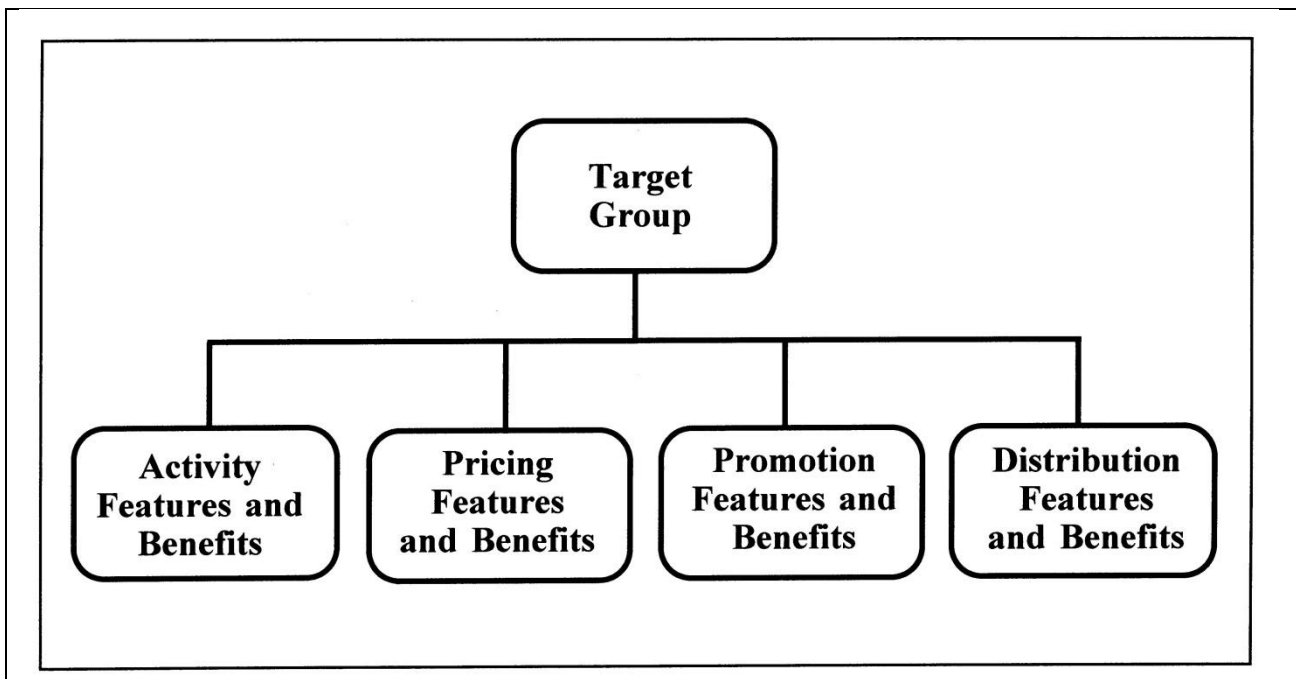 Target
Group
Activity
Features and
Benefits
Pricing
Features
and Benefits
Promotion
Features and
Benefits
Distribution
Features
and Benefits